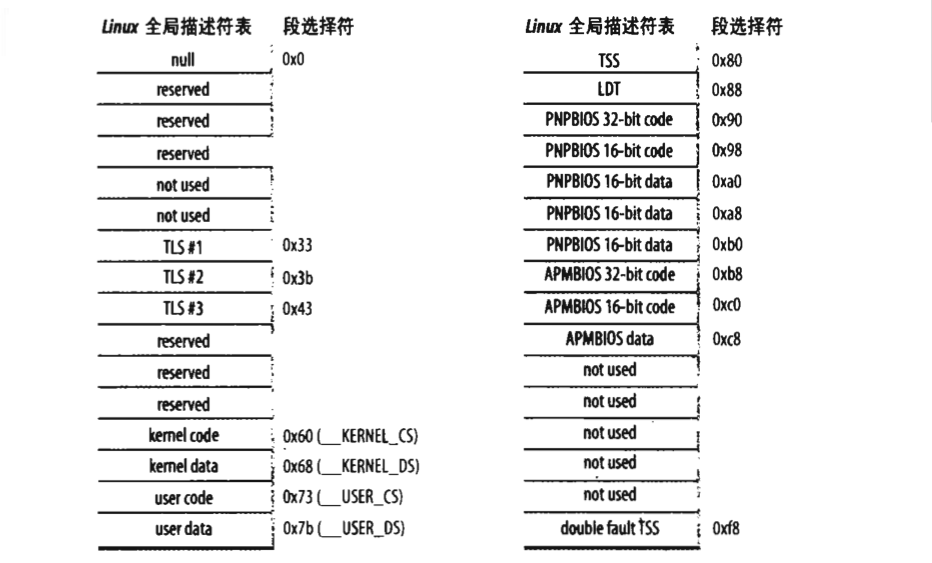 Linux 全局描述符表 段选择符
null 0x0
reserved
reserved
reserved
not used
not used
TLS #1 0x33
TLS #2 0x3b
TLS #3 0x43
reserved
reserved
reserved
kernel code 0x60 (__KERNEL_CS)
kernel data 0x68 (__KERNEL_DS)
user code 0x73 (__USER_CS)
user data 0x7b (__USER_DS)
Linux 全局描述符表 段选择符
TSS 0x80
LDT 0x88
PNPBIOS 32-bit code 0x90
PNPBIOS 16-bit code 0x98
PNPBIOS 16-bit data 0xa0
PNPBIOS 16-bit data 0xa8
PNPBIOS 16-bit data 0xb0
APMBIOS 32-bit code 0xb8
APMBIOS 16-bit code 0xc0
APMBIOS data 0xc8
not used
not used
not used
not used
not used
double fault TSS 0xf8